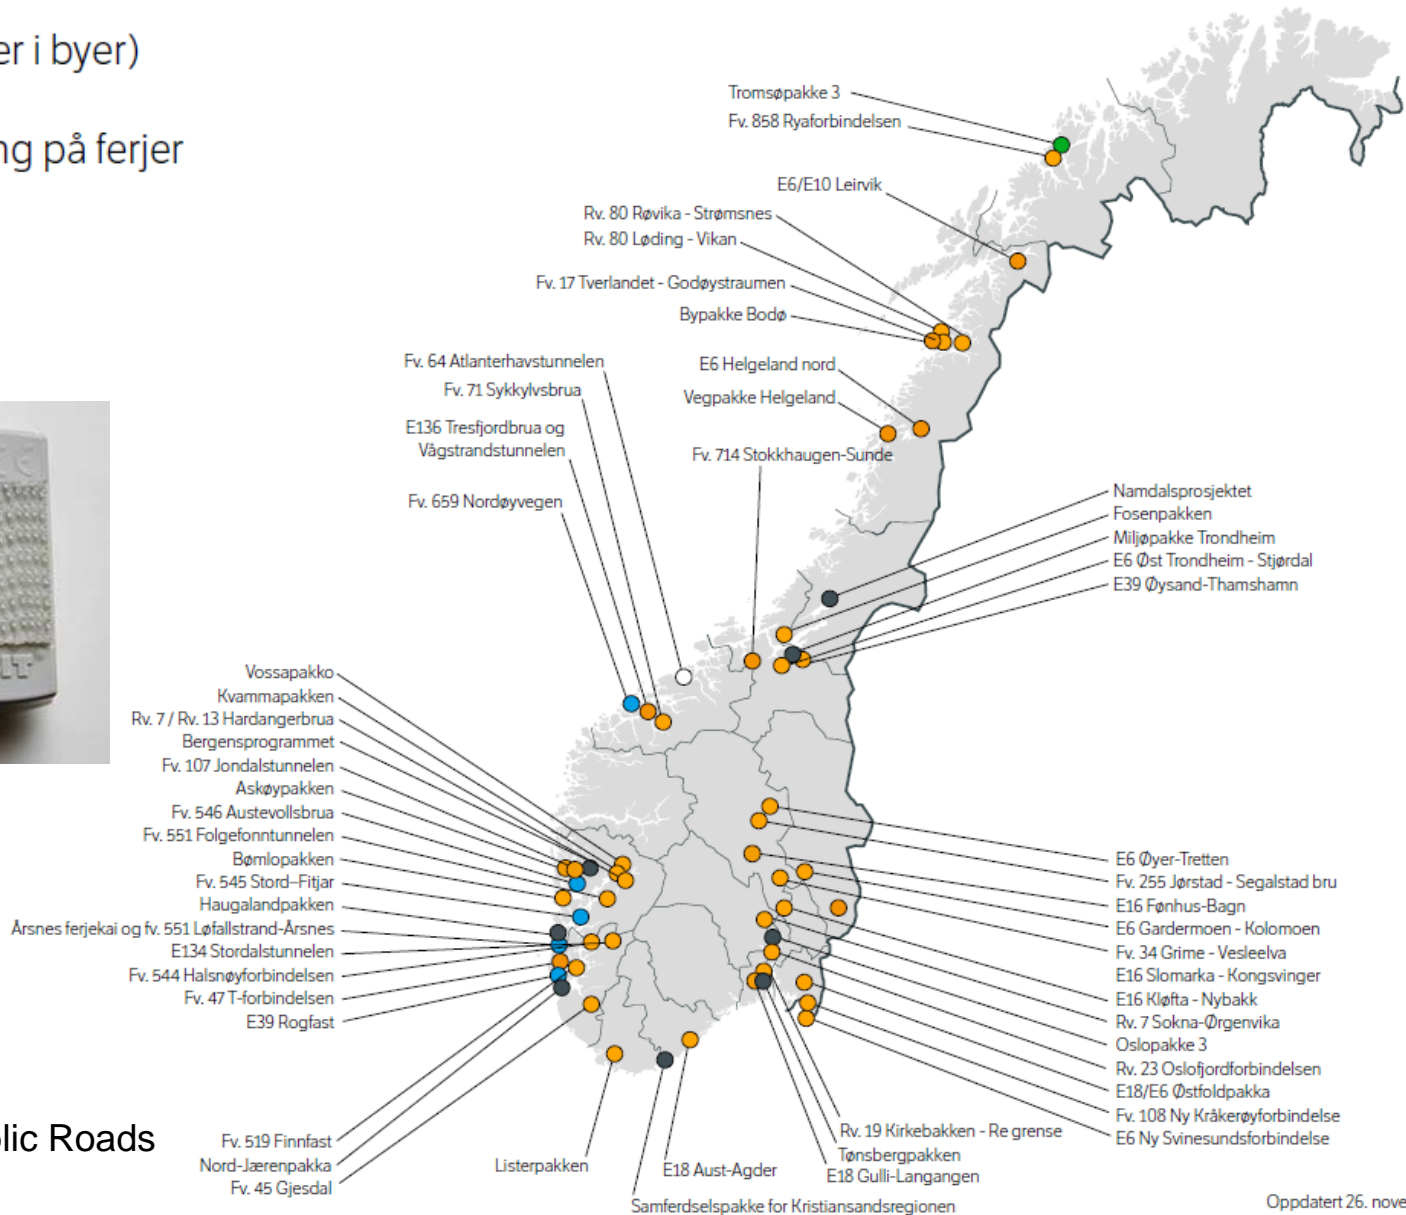 er i byer)
ng på ferjer
Tromsøpakke 3
Fv. 858 Ryaforbindelsen
E6/E10 Leirvik
Rv. 80 Røvika - Strømsnes
Rv. 80 Løding - Vikan
Fv. 17 Tverlandet - Godøystraumen
Bypakke Bodø
Fv. 64 Atlanterhavstunnelen
E6 Helgeland nord
Fv. 71 Sykkylvsbrua
Vegpakke Helgeland
E136 Tresfjordbrua og
Vågstrandstunnelen
Fv. 714 Stokkhaugen-Sunde
Fv. 659 Nordøyvegen
Namdalsprosjektet
Fosenpakken
Miljøpakke Trondheim
E6 Øst Trondheim - Stjørdal
E39 Øysand-Thamshamn
Vossapakko
Kvammapakken
Rv. 7 / Rv. 13 Hardangerbrua
Bergensprogrammet
Fv. 107 Jondalstunnelen
Askøypakken
Fv. 546 Austevollsbrua
Fv. 551 Folgefonntunnelen
Bømlopakken
Fv. 545 Stord–Fitjar
Haugalandpakken
Årsnes ferjekai og fv. 551 Løfallstrand-Årsnes
E134 Stordalstunnelen
Fv. 544 Halsnøyforbindelsen
Fv. 47 T-forbindelsen
E39 Rogfast
E6 Øyer-Tretten
Fv. 255 Jørstad - Segalstad bru
E16 Fønhus-Bagn
E6 Gardermoen - Kolomoen
Fv. 34 Grime - Vesleelva
E16 Slomarka - Kongsvinger
E16 Kløfta - Nybakk
Rv. 7 Sokna-Ørgenvika
Oslopakke 3
Rv. 23 Oslofjordforbindelsen
E18/E6 Østfoldpakka
Fv. 108 Ny Kråkerøyforbindelse
E6 Ny Svinesundsforbindelse
blic Roads
Fv. 519 Finnfast
Nord-Jærenpakka
Fv. 45 Gjesdal
Listerpakken
E18 Aust-Agder
Samferdselspakke for Kristiansandsregionen
Rv. 19 Kirkebakken - Re grense
Tønsbergpakken
E18 Gulli-Langangen
Oppdatert 26. nove